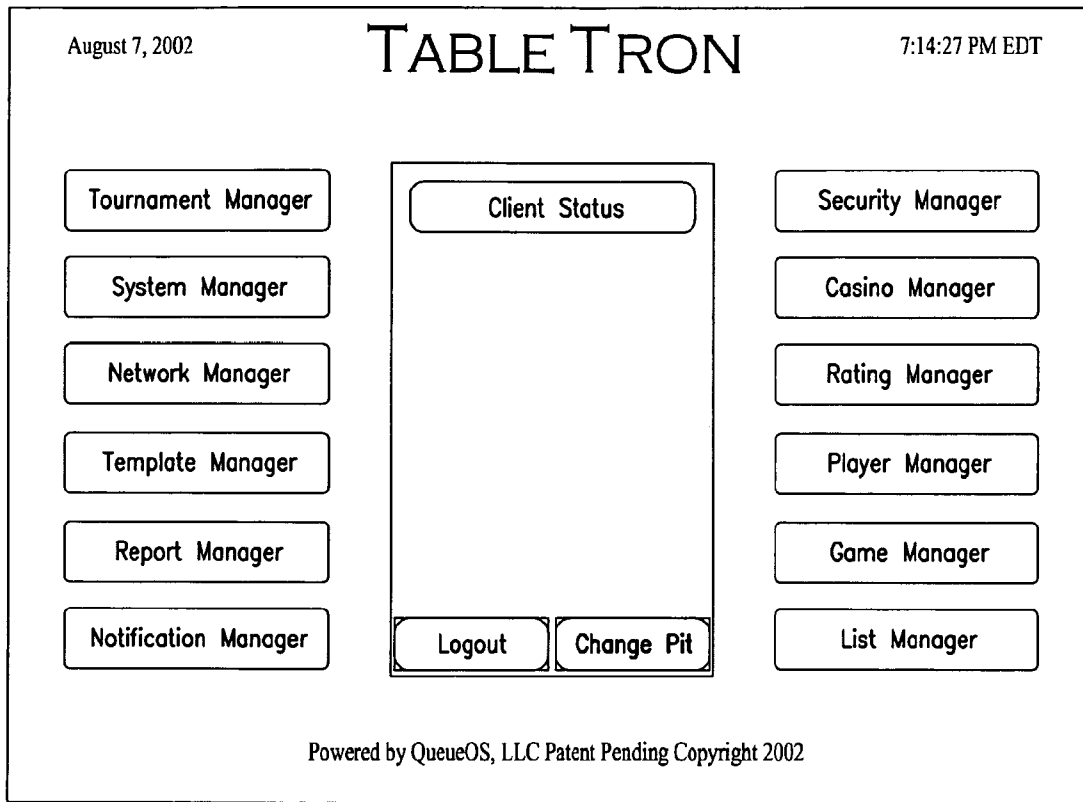 August 7, 2002
TABLE TRON
7:14:27 PM EDT
Tournament Manager
System Manager
Network Manager
Template Manager
Report Manager
Notification Manager
Client Status
Logout
Change Pit
Security Manager
Casino Manager
Rating Manager
Player Manager
Game Manager
List Manager
Powered by QueueOS, LLC Patent Pending Copyright 2002